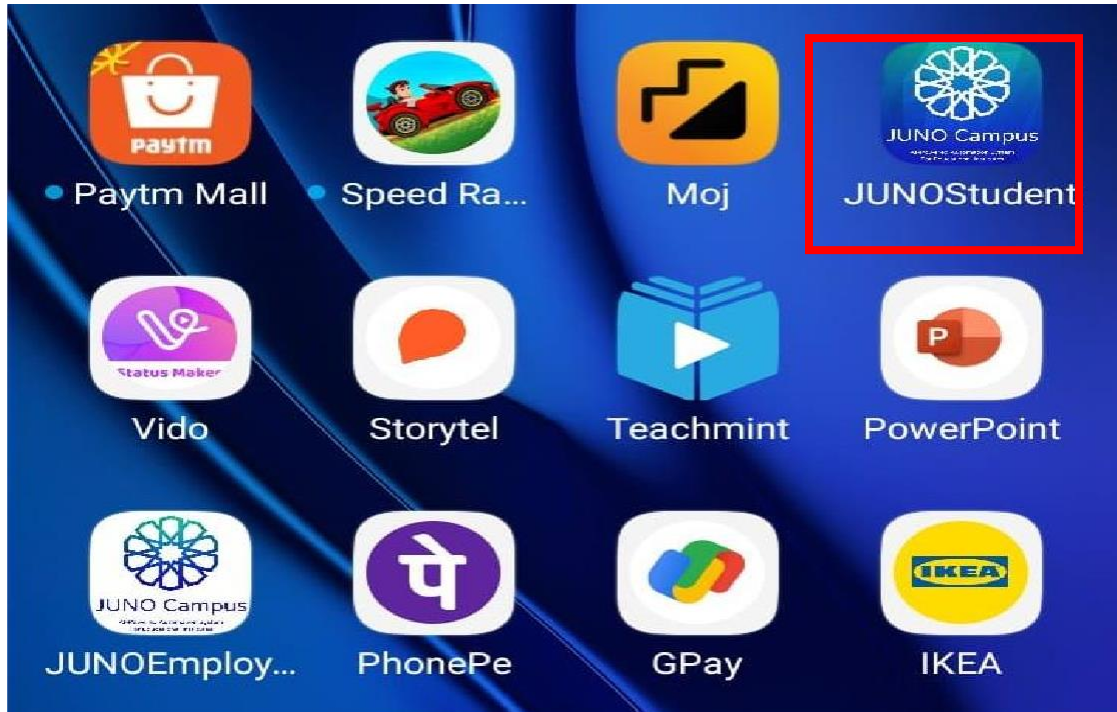 Paytm
Paytm Mall
Speed Ra...
Moj
JUNO Campus
JUNOStudent
Status Maker
Vido
Storytel
Teachmint
P
PowerPoint
JUNO Campus
JUNOEmploy...
पे
PhonePe
GPay
IKEA
IKEA